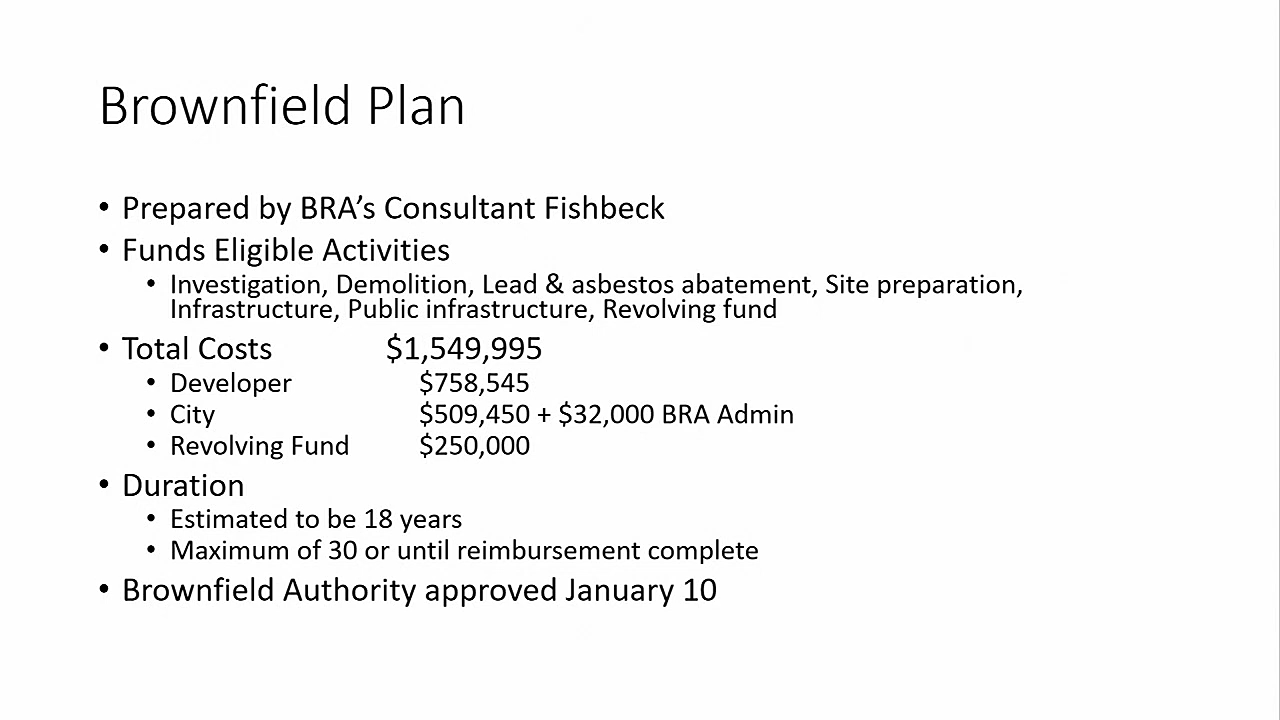 Brownfield Plan
• Prepared by BRA’s Consultant Fishbeck
• Funds Eligible Activities
• Investigation, Demolition, Lead & asbestos abatement, Site preparation,
Infrastructure, Public infrastructure, Revolving fund
• Total Costs $1,549,995
• Developer $758,545
• City $509,450 + $32,000 BRA Admin
• Revolving Fund $250,000
• Duration
• Estimated to be 18 years
• Maximum of 30 or until reimbursement complete
• Brownfield Authority approved January 10